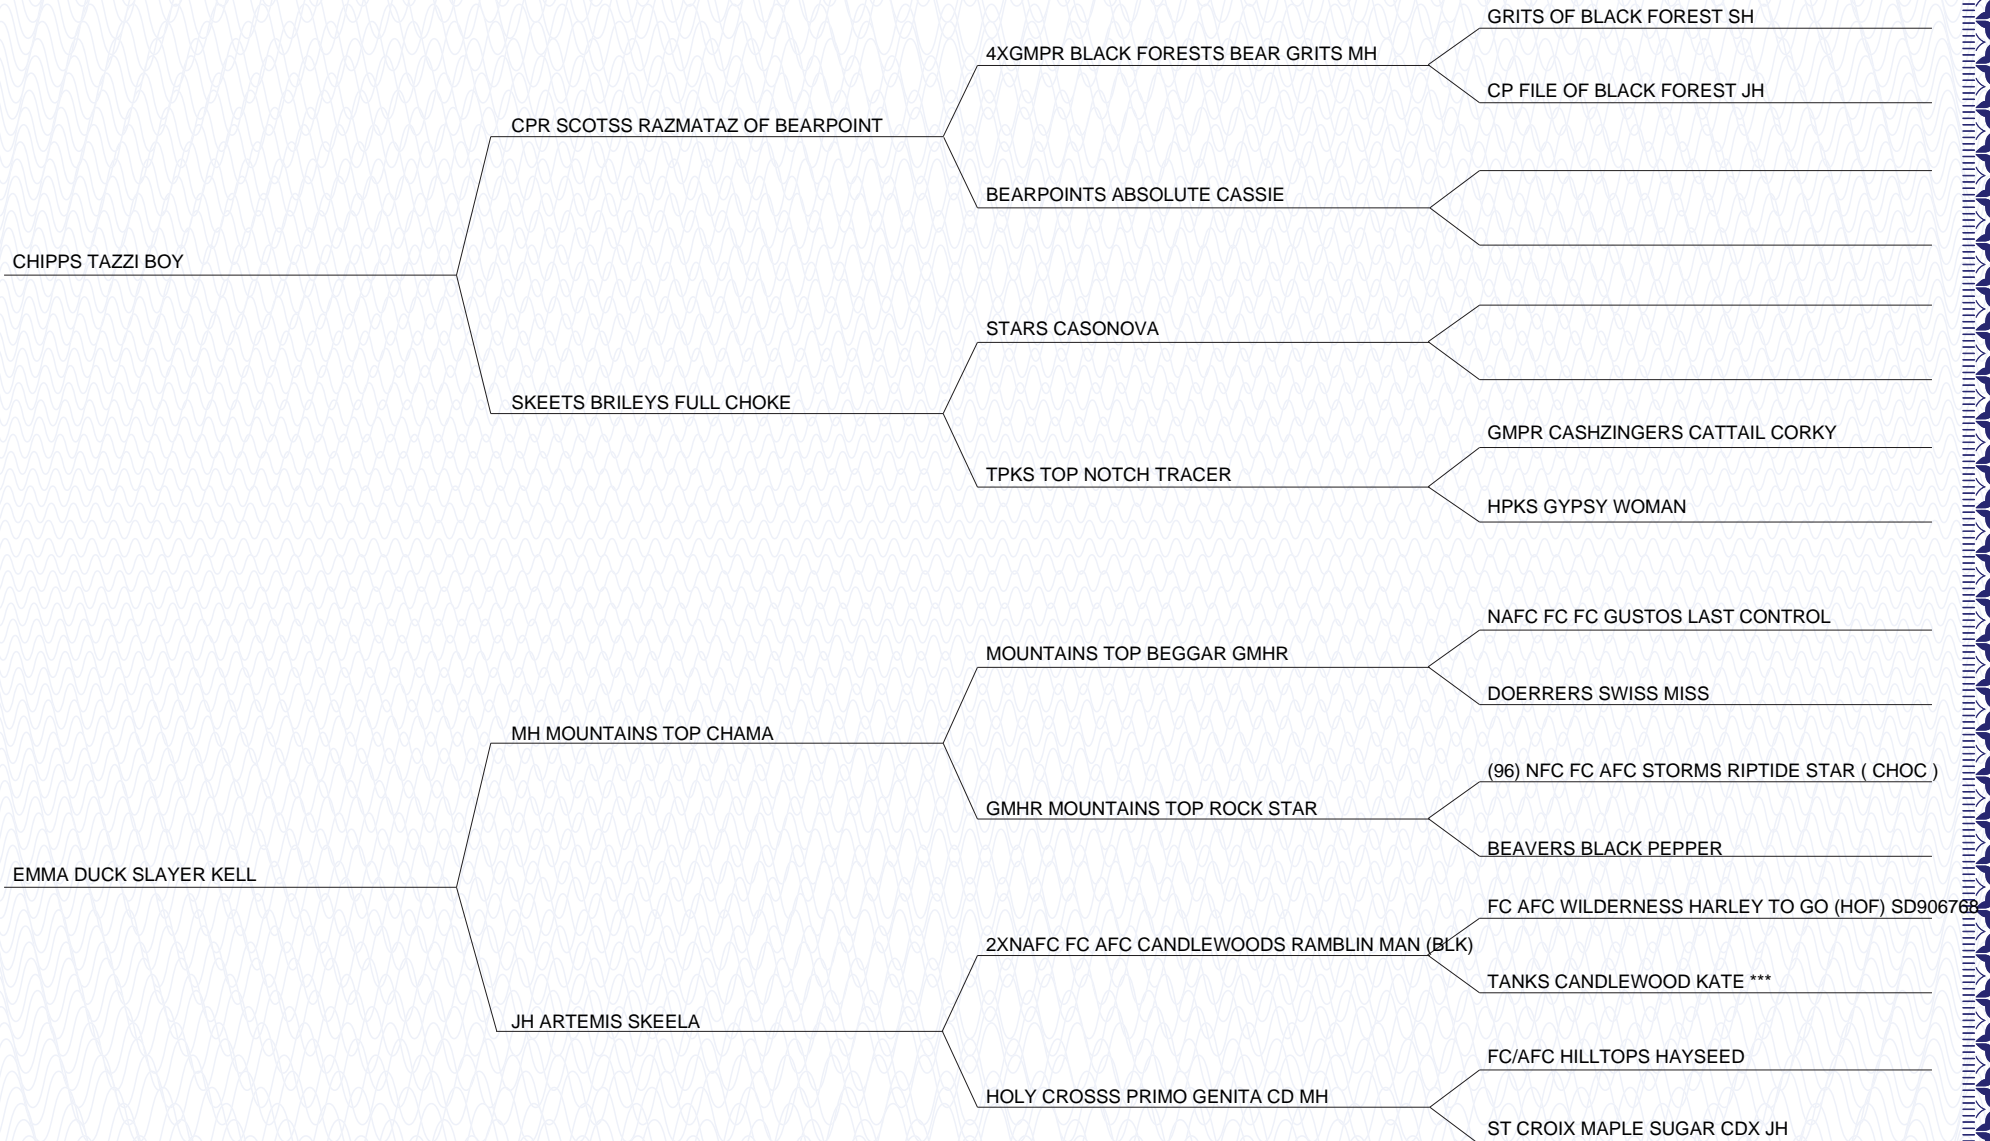 GRITS OF BLACK FOREST SH
4XGMPR BLACK FORESTS BEAR GRITS MH
CP FILE OF BLACK FOREST JH
CPR SCOTSS RAZMATAZ OF BEARPOINT
BEARPOINTS ABSOLUTE CASSIE
CHIPPS TAZZI BOY
STARS CASONOVA
SKEETS BRILEYS FULL CHOKE
GMPR CASHZINGERS CATTAIL CORKY
TPKS TOP NOTCH TRACER
HPKS GYPSY WOMAN
NAFC FC FC GUSTOS LAST CONTROL
MOUNTAINS TOP BEGGAR GMHR
DOERRERS SWISS MISS
MH MOUNTAINS TOP CHAMA
(96) NFC FC AFC STORMS RIPTIDE STAR ( CHOC )
GMHR MOUNTAINS TOP ROCK STAR
BEAVERS BLACK PEPPER
EMMA DUCK SLAYER KELL
FC AFC WILDERNESS HARLEY TO GO (HOF)
2XNAFC FC AFC CANDLEWOODS RAMBLIN MAN (BLK)
TANKS CANDLEWOOD KATE ***
JH ARTEMIS SKEELA
FC/AFC HILLTOPS HAYSEED
HOLY CROSSS PRIMO GENITA CD MH
ST CROIX MAPLE SUGAR CDX JH